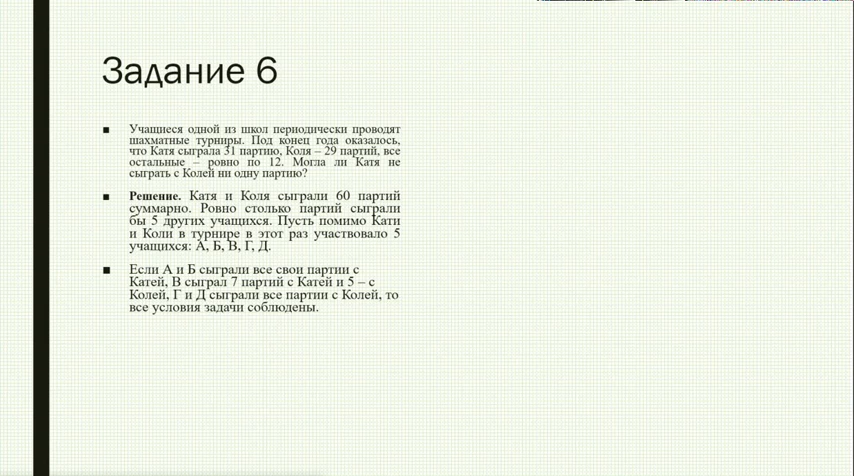 Задание 6
Учащиеся одной из школ периодически проводят
шахматные турниры. Под конец года оказалось,
что Катя сыграла 31 партию, Коля – 29 партий, все
остальные – ровно по 12. Могла ли Катя не
сыграть с Колей ни одну партию?
Решение. Катя и Коля сыграли 60 партий
суммарно. Ровно столько партий сыграли
бы 5 других учащихся. Пусть помимо Кати
и Коли в турнире в этот раз участвовало 5
учащихся: А, Б, В, Г, Д.
Если А и Б сыграли все свои партии с
Катей, В сыграл 7 партий с Катей и 5 – с
Колей, Г и Д сыграли все партии с Колей, то
все условия задачи соблюдены.